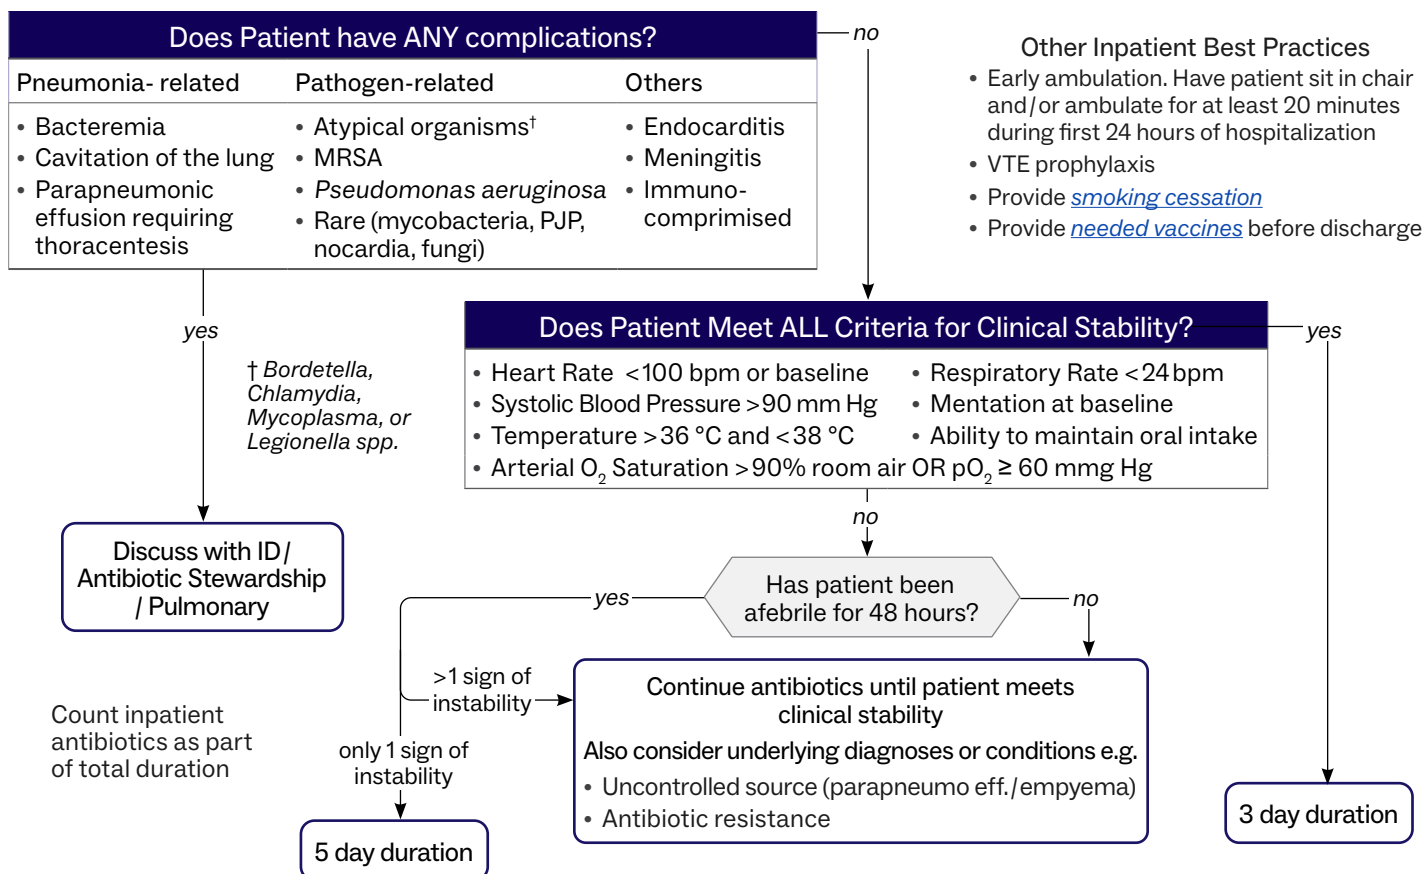 Does Patient have ANY complications?
no
Pneumonia- related
Pathogen-related
Others
• Bacteremia
• Cavitation of the lung
• Parapneumonic
effusion requiring
thoracentesis
• Atypical organisms†
• MRSA
• Pseudomonas aeruginosa
• Rare (mycobacteria, PJP,
nocardia, fungi)
• Endocarditis
• Meningitis
• Immuno-
comprimised
Other Inpatient Best Practices
• Early ambulation. Have patient sit in chair
and/or ambulate for at least 20 minutes
during first 24 hours of hospitalization
• VTE prophylaxis
• Provide smoking cessation
• Provide needed vaccines before discharge
yes
† Bordetella,
Chlamydia,
Mycoplasma, or
Legionella spp.
Does Patient Meet ALL Criteria for Clinical Stability?
yes
• Heart Rate <100 bpm or baseline
• Systolic Blood Pressure >90 mm Hg
• Temperature >36 °C and <38 °C
• Respiratory Rate <24 bpm
• Mentation at baseline
• Ability to maintain oral intake
• Arterial O2 Saturation >90% room air OR pO2 ≥ 60 mmg Hg
no
Discuss with ID/
Antibiotic Stewardship
/ Pulmonary
Has patient been
afebrile for 48 hours?
yes
no
>1 sign of
instability
only 1 sign of
instability
Continue antibiotics until patient meets
clinical stability
Also consider underlying diagnoses or conditions e.g.
• Uncontrolled source (parapneumo eff./empyema)
• Antibiotic resistance
Count inpatient
antibiotics as part
of total duration
5 day duration
3 day duration